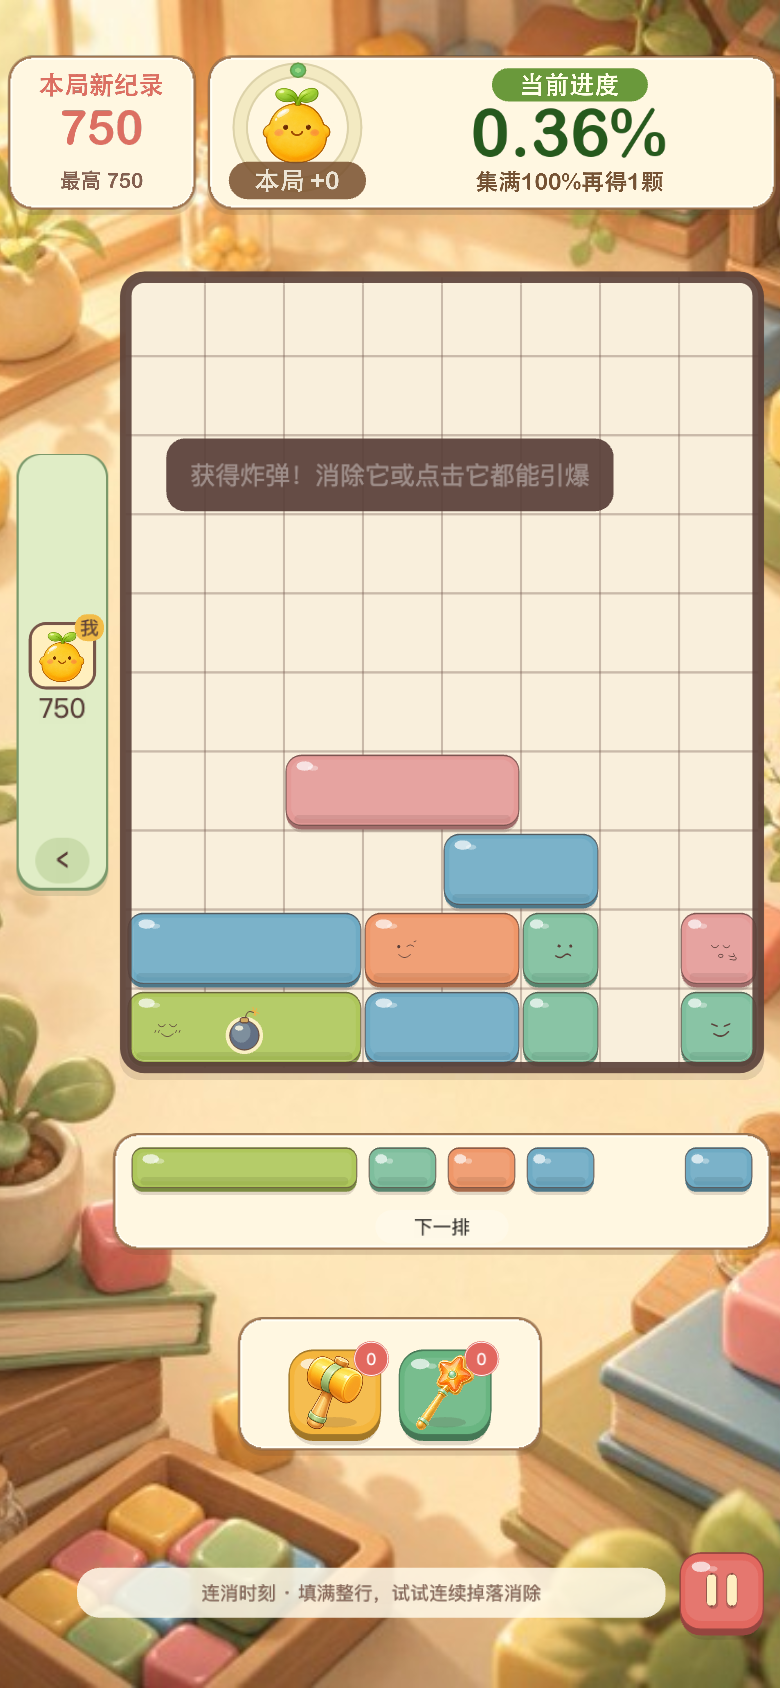 本局新纪录
750
最高 750
本局 +0
当前进度
0.36%
集满100%再得1颗
获得炸弹！消除它或点击它都能引爆
我
750
<
下一排
0
0
连消时刻 · 填满整行，试试连续掉落消除